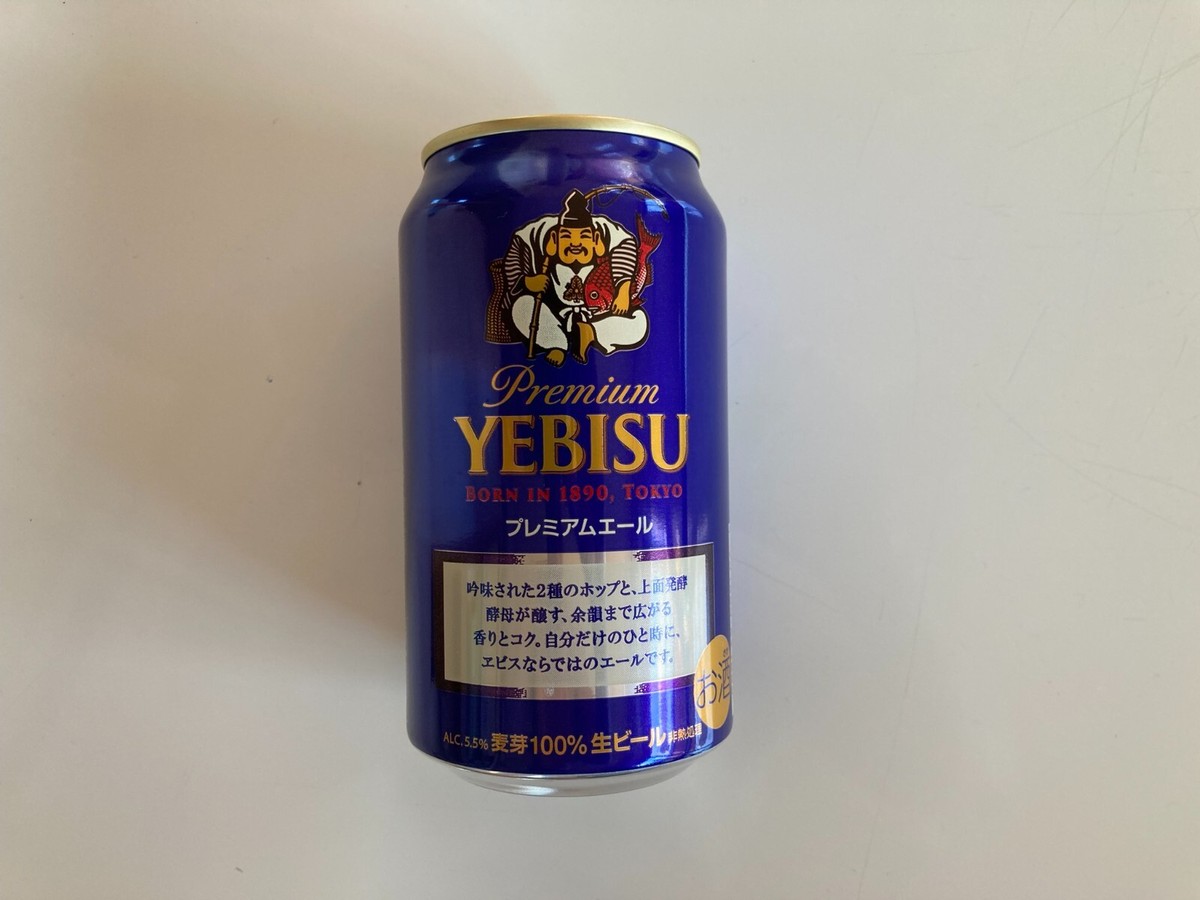 Premium
YEBISU
BORN IN 1890, TOKYO
プレミアムエール
吟味された2種のホップと、上面発酵
酵母が醸す、余韻まで広がる
香りとコク。自分だけのひと時に、
ヱビスならではのエールです。
お酒
ALC.5.5% 麦芽100% 生ビール 非熱処理